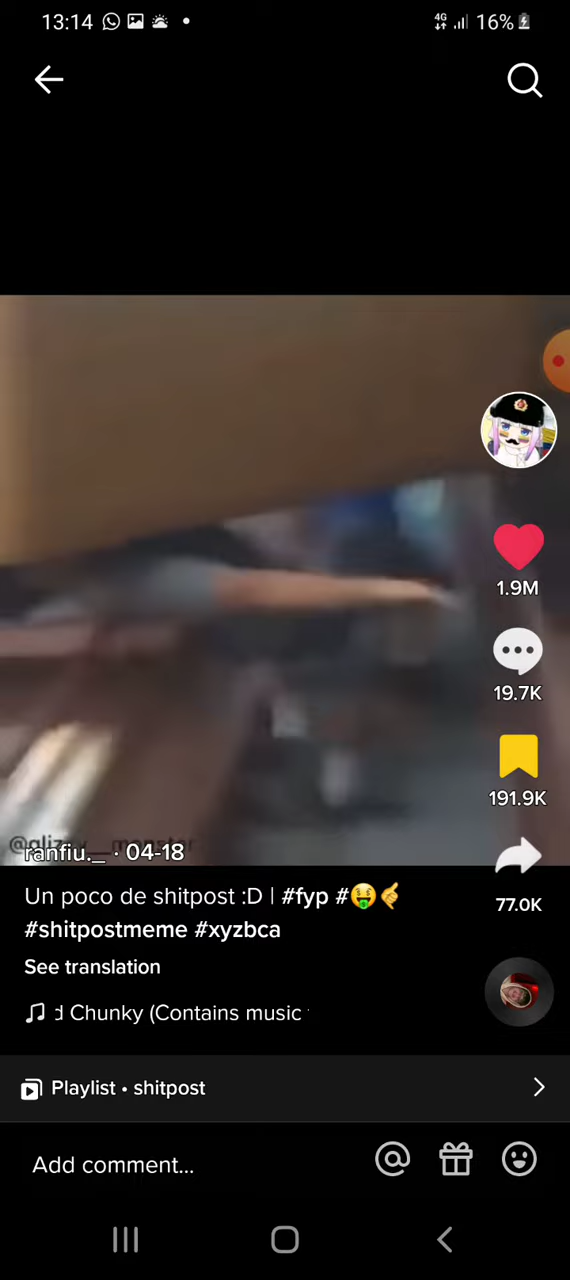 13:14
4G
16%
1.9M
19.7K
191.9K
ranfiu._ · 04-18
77.0K
Un poco de shitpost :D | #fyp #🤑🤙
#shitpostmeme #xyzbca
See translation
Chunky (Contains music
Playlist • shitpost
Add comment...